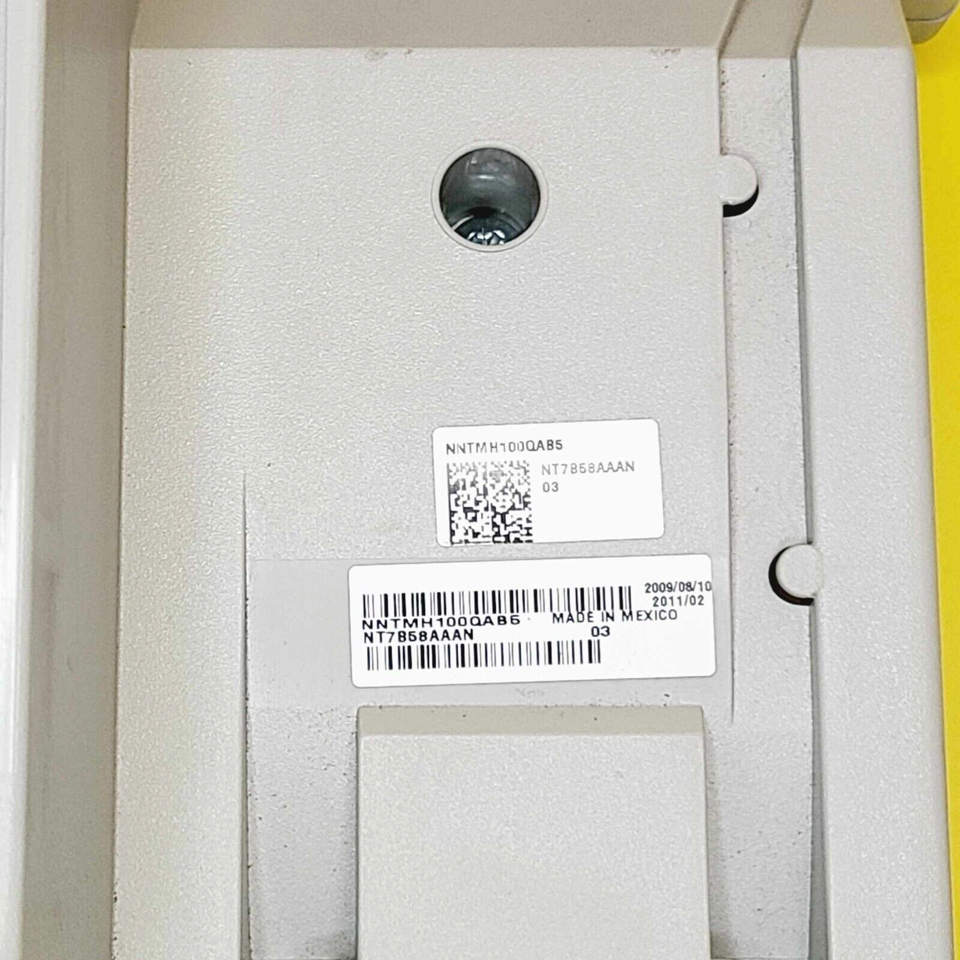 NNTMH100QAB5
NT7B58AAAN
03
2009/08/10
2011/02
NNTMH100QAB5 MADE IN MEXICO
NT7B58AAAN 03